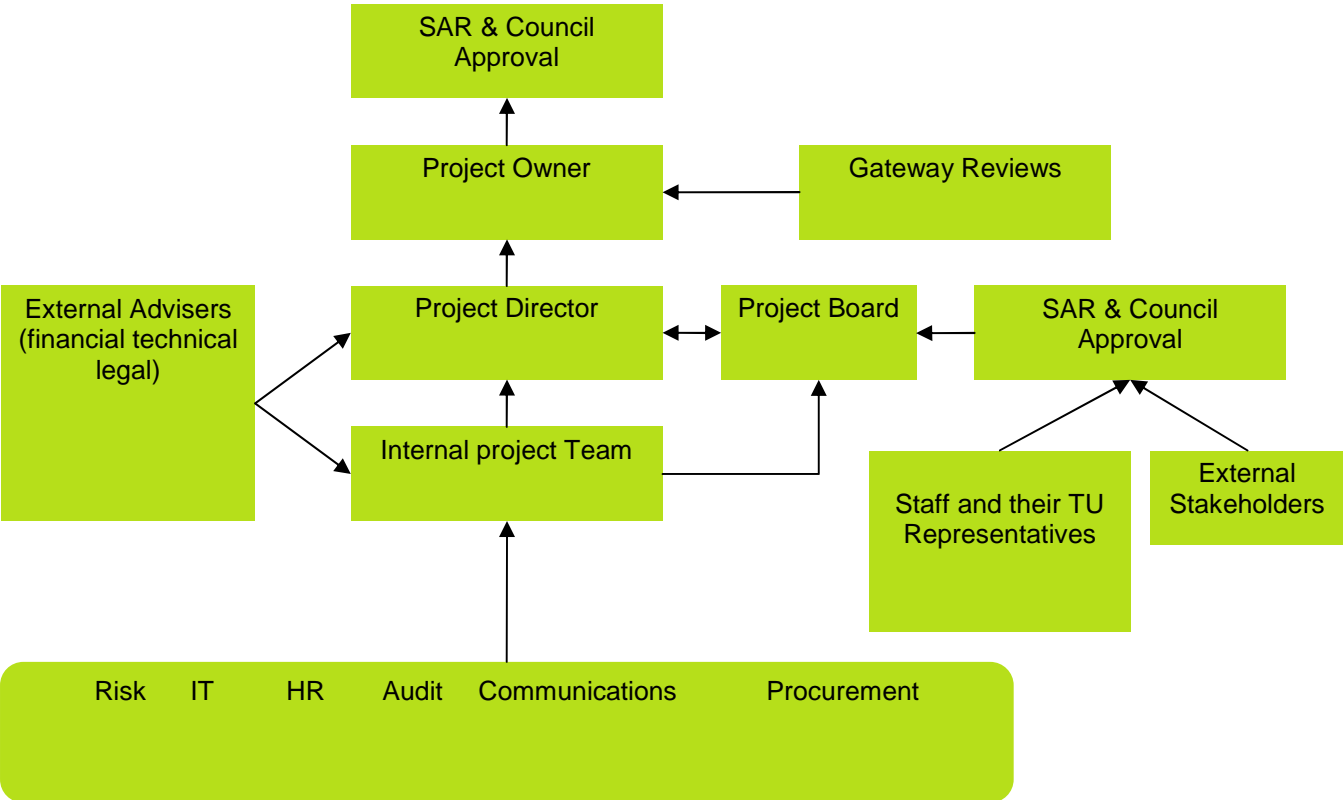 SAR & Council
Approval
Project Owner
Gateway Reviews
External Advisers
(financial technical
legal)
Project Director
Project Board
SAR & Council
Approval
Internal project Team
Staff and their TU
Representatives
External
Stakeholders
Risk IT HR Audit Communications Procurement